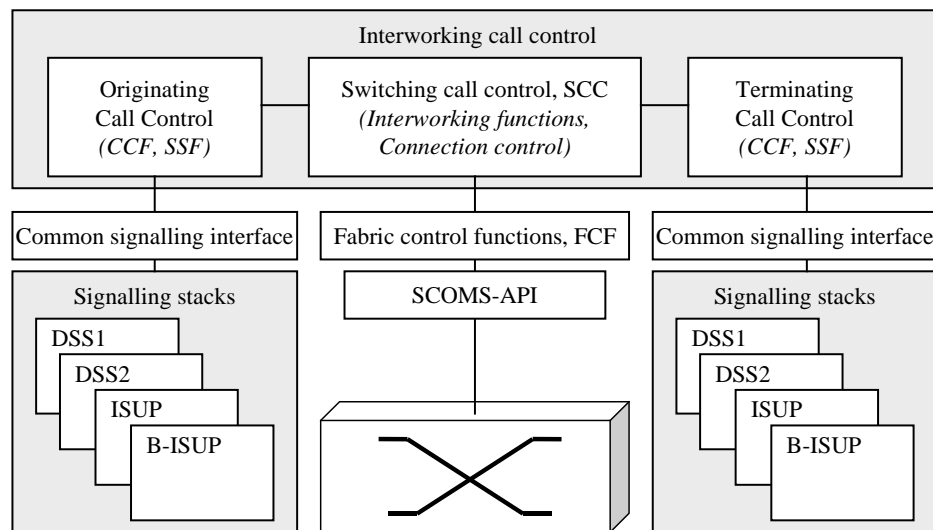 Interworking call control
Originating
Call Control
(CCF, SSF)
Switching call control, SCC
(Interworking functions,
Connection control)
Terminating
Call Control
(CCF, SSF)
Common signalling interface
Fabric control functions, FCF
Common signalling interface
Signalling stacks
DSS1
DSS2
ISUP
B-ISUP
SCOMS-API
Signalling stacks
DSS1
DSS2
ISUP
B-ISUP